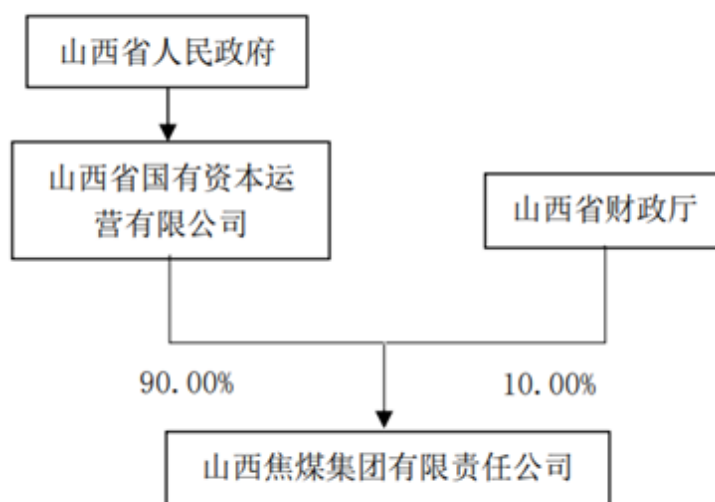 山西省人民政府
山西省国有资本运
营有限公司
山西省财政厅
90.00%
10.00%
山西焦煤集团有限责任公司